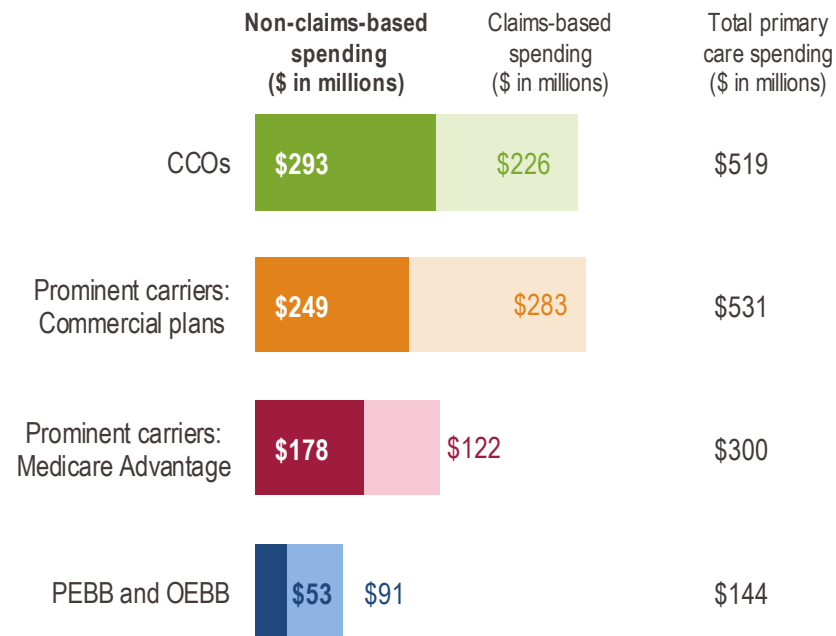 Non-claims-based
spending
($ in millions)
Claims-based
spending
($ in millions)
Total primary
care spending
($ in millions)
CCOs
$293
$226
$519
Prominent carriers:
Commercial plans
$249
$283
$531
Prominent carriers:
Medicare Advantage
$178
$122
$300
PEBB and OEBB
$53
$91
$144